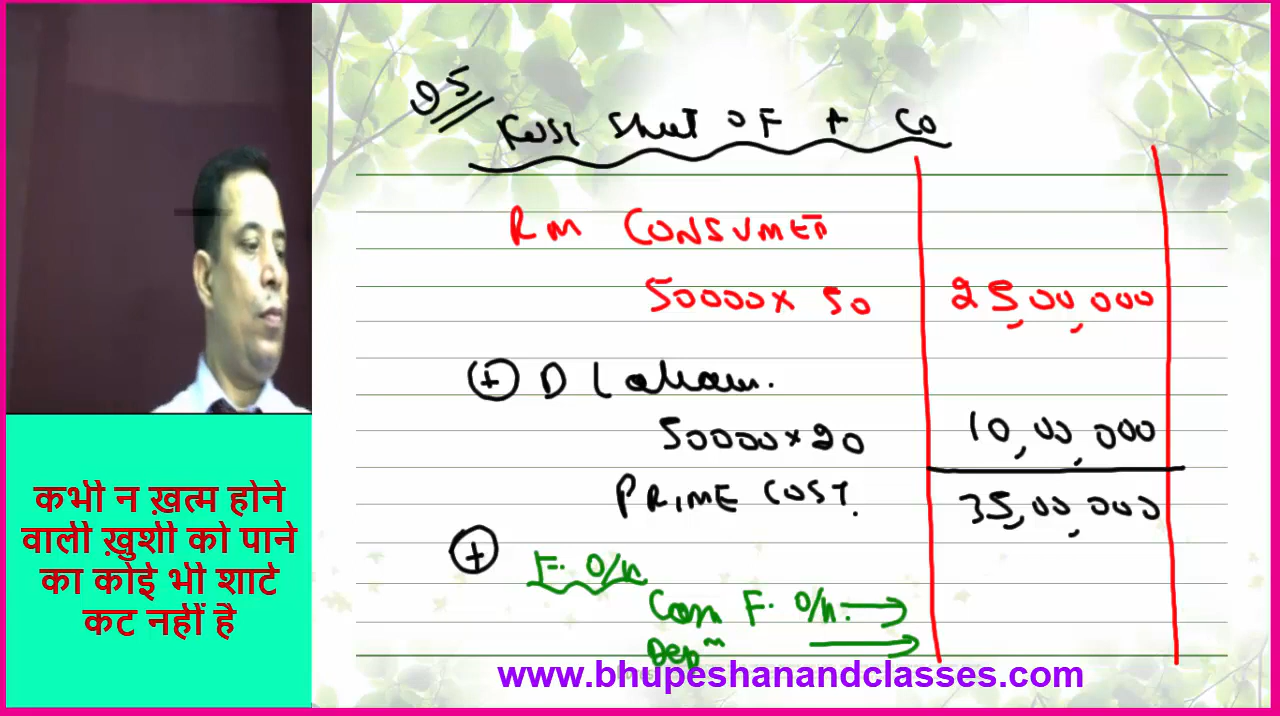 Q5
Cost Sheet OF A Co
RM CONSUMED
50000 x 50 25,00,000
(+) D Labour.
50000 x 20 10,00,000
PRIME COST. 35,00,000
(+)
F. O/h
Com F. O/h. →
Dep^n →
www.bhupeshanandclasses.com
कभी न ख़त्म होने
वाली ख़ुशी को पाने
का कोई भी शार्ट
कट नहीं है